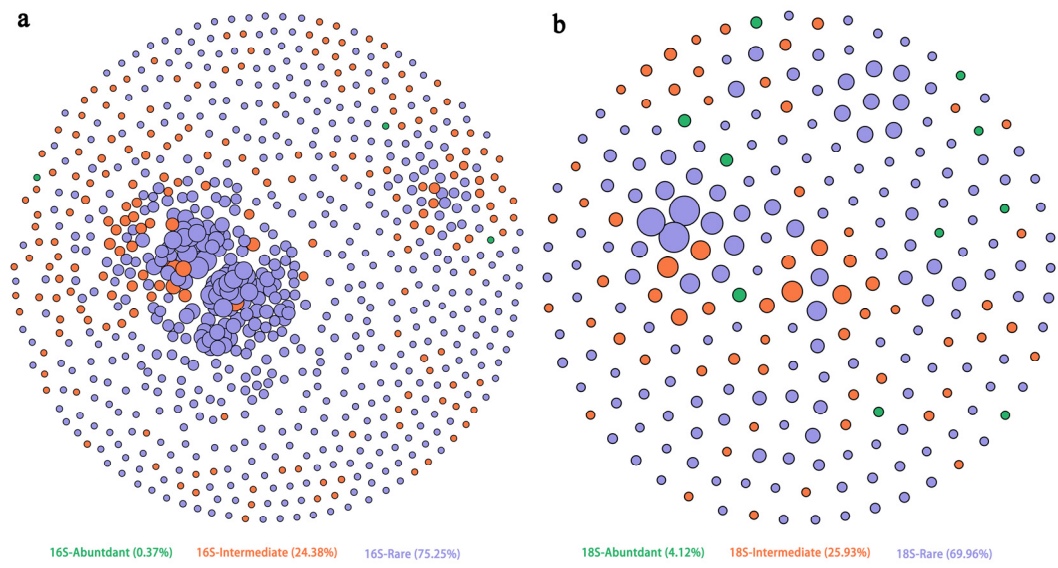 a
b
16S-Abuntdant (0.37%) 16S-Intermediate (24.38%) 16S-Rare (75.25%)
18S-Abuntdant (4.12%) 18S-Intermediate (25.93%) 18S-Rare (69.96%)